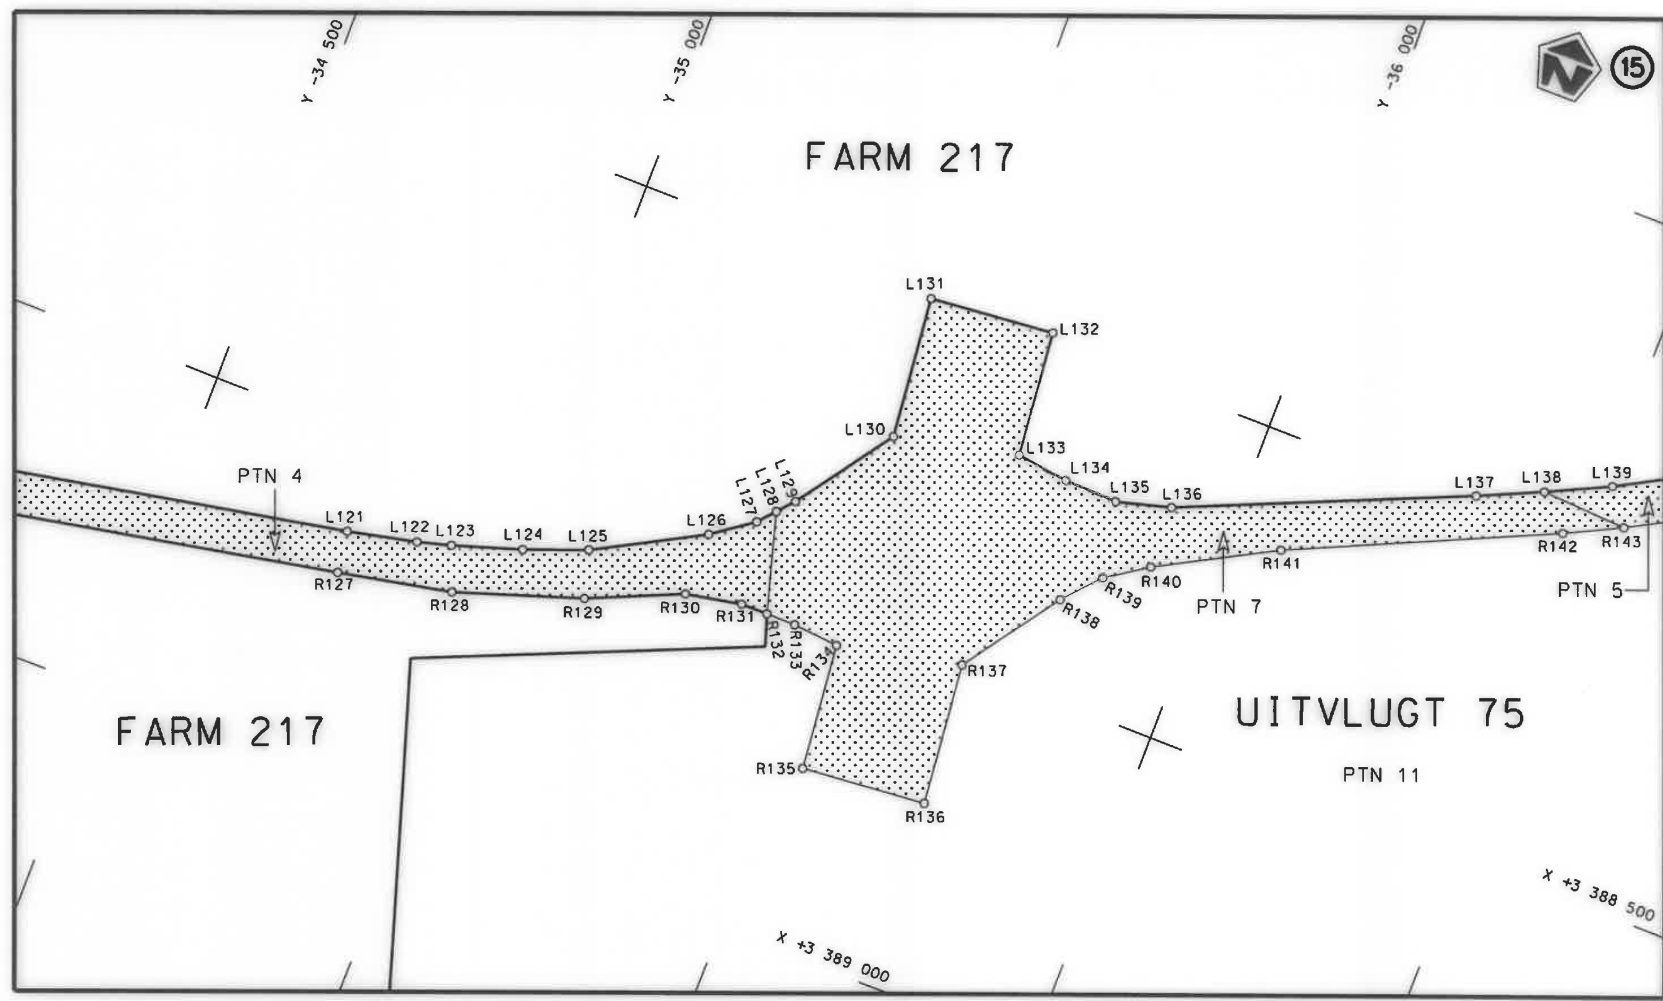 Y -34 500
Y -35 000
Y -36 000
N
15
FARM 217
L131
L132
L130
L133
L134
L135
L136
L137
L138
L139
L129
L128
L127
L126
PTN 4
L121
L122
L123
L124
L125
R127
R128
R129
R130
R131
R132
R133
R134
R135
R136
R137
R138
R139
R140
R141
R142
R143
PTN 7
PTN 5
FARM 217
UITVLUGT 75
PTN 11
X +3 388 500
X +3 389 000